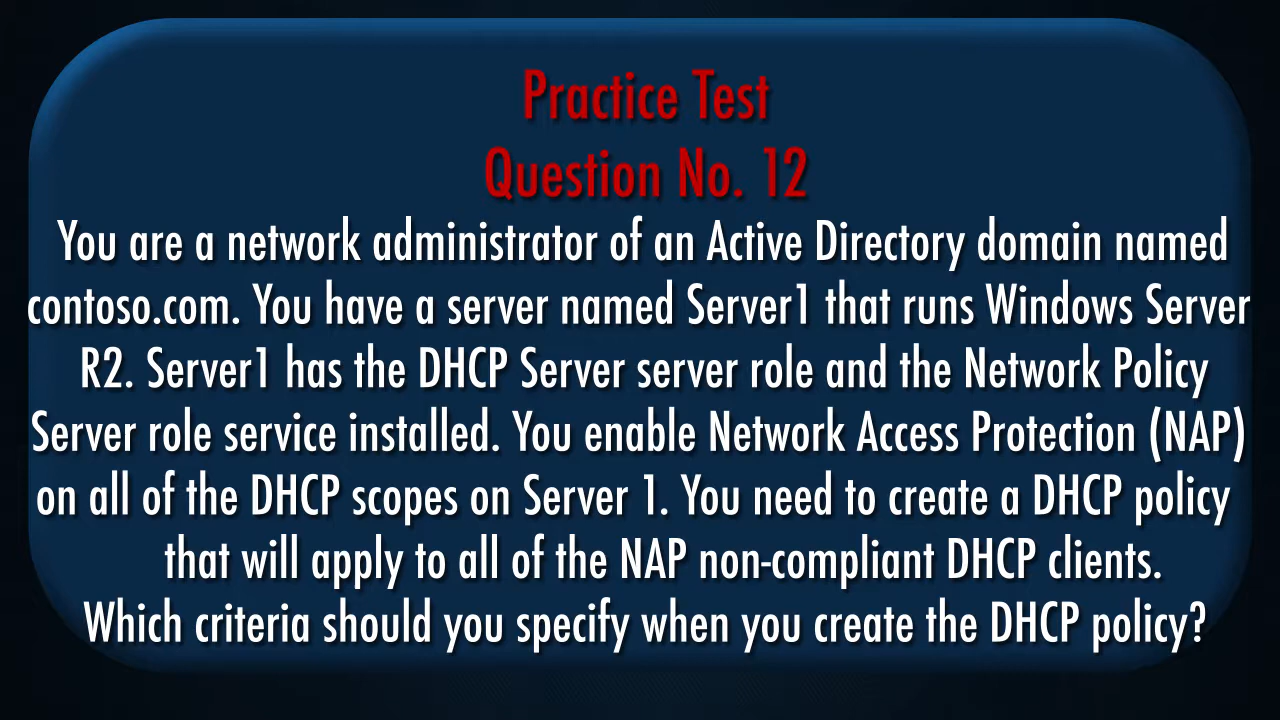 Practice Test
Question No. 12
You are a network administrator of an Active Directory domain named
contoso.com. You have a server named Server1 that runs Windows Server
R2. Server1 has the DHCP Server server role and the Network Policy
Server role service installed. You enable Network Access Protection (NAP)
on all of the DHCP scopes on Server 1. You need to create a DHCP policy
that will apply to all of the NAP non-compliant DHCP clients.
Which criteria should you specify when you create the DHCP policy?